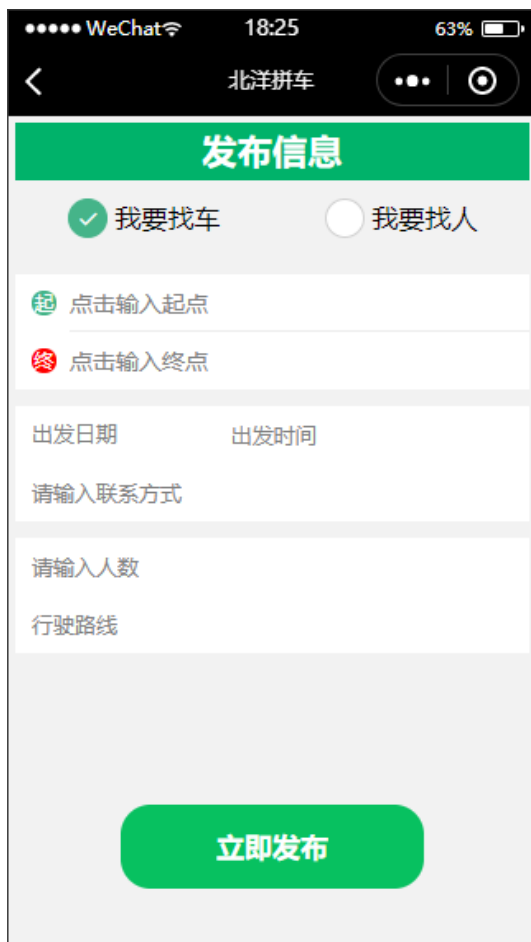 WeChat 18:25 63%
北洋拼车
发布信息
我要找车 我要找人
起 点击输入起点
终 点击输入终点
出发日期 出发时间
请输入联系方式
请输入人数
行驶路线
立即发布